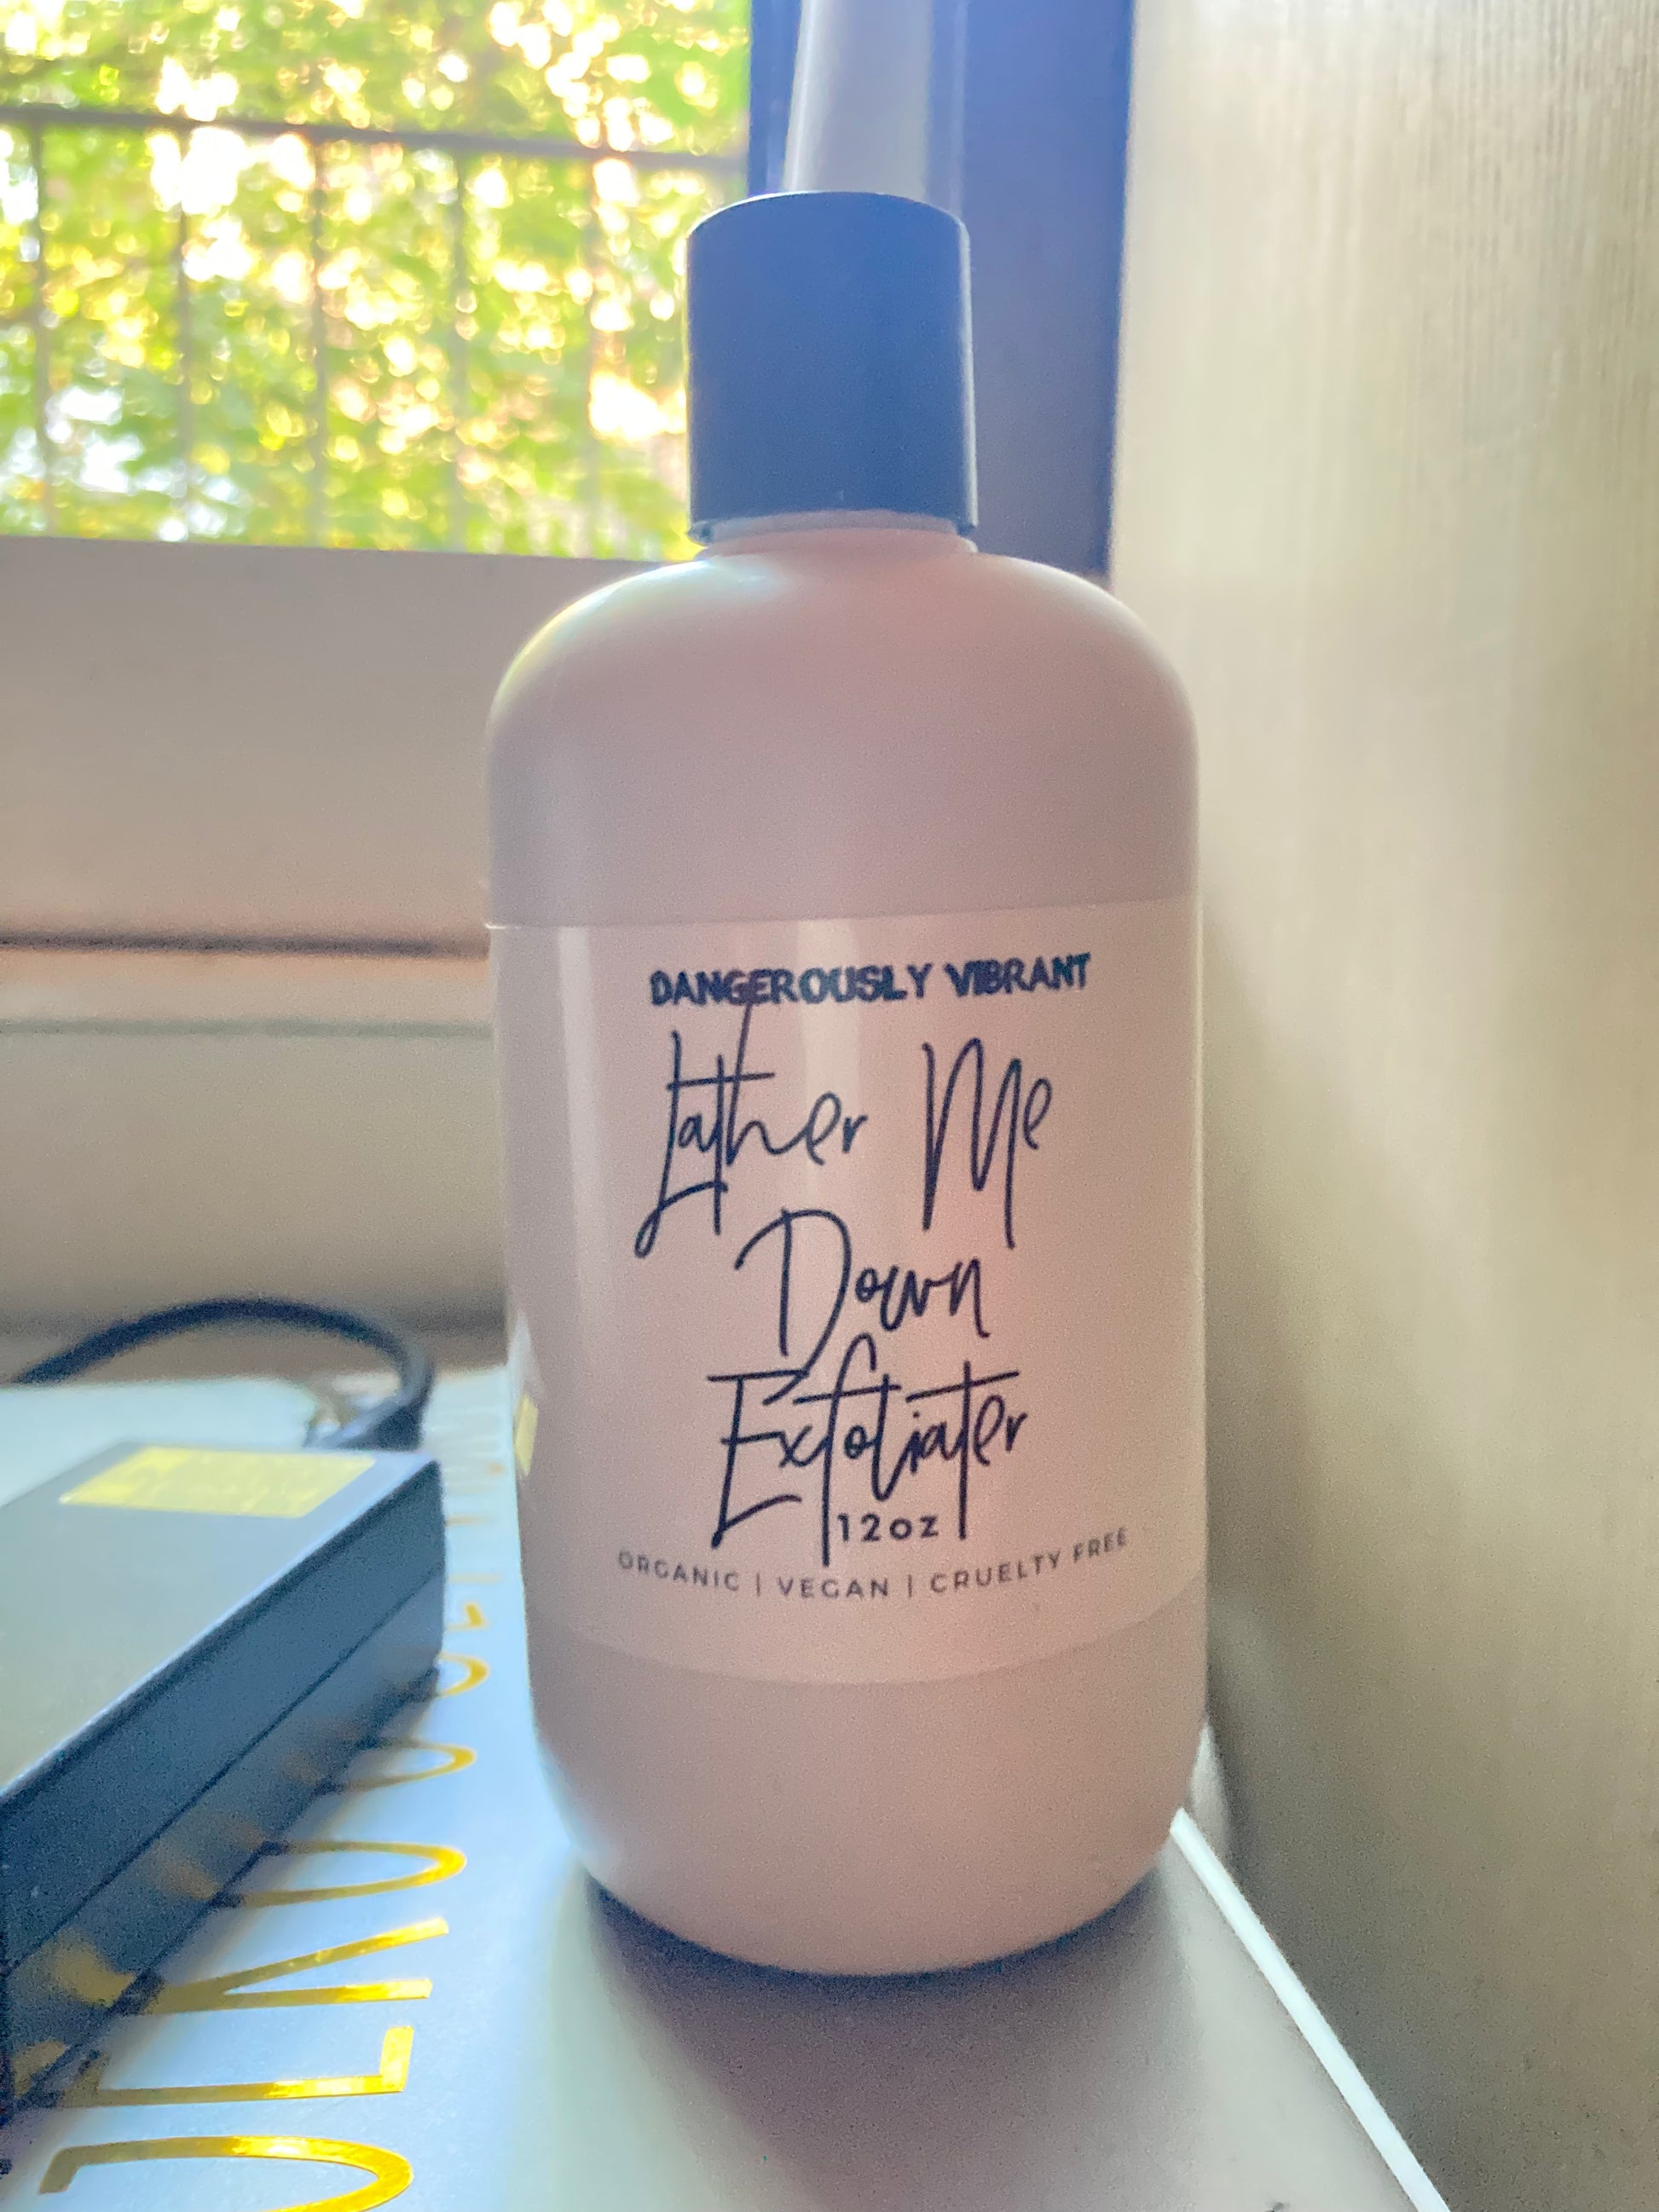 DANGEROUSLY VIBRANT
Lather Me
Down
Exfoliater
12oz
ORGANIC | VEGAN | CRUELTY FREE